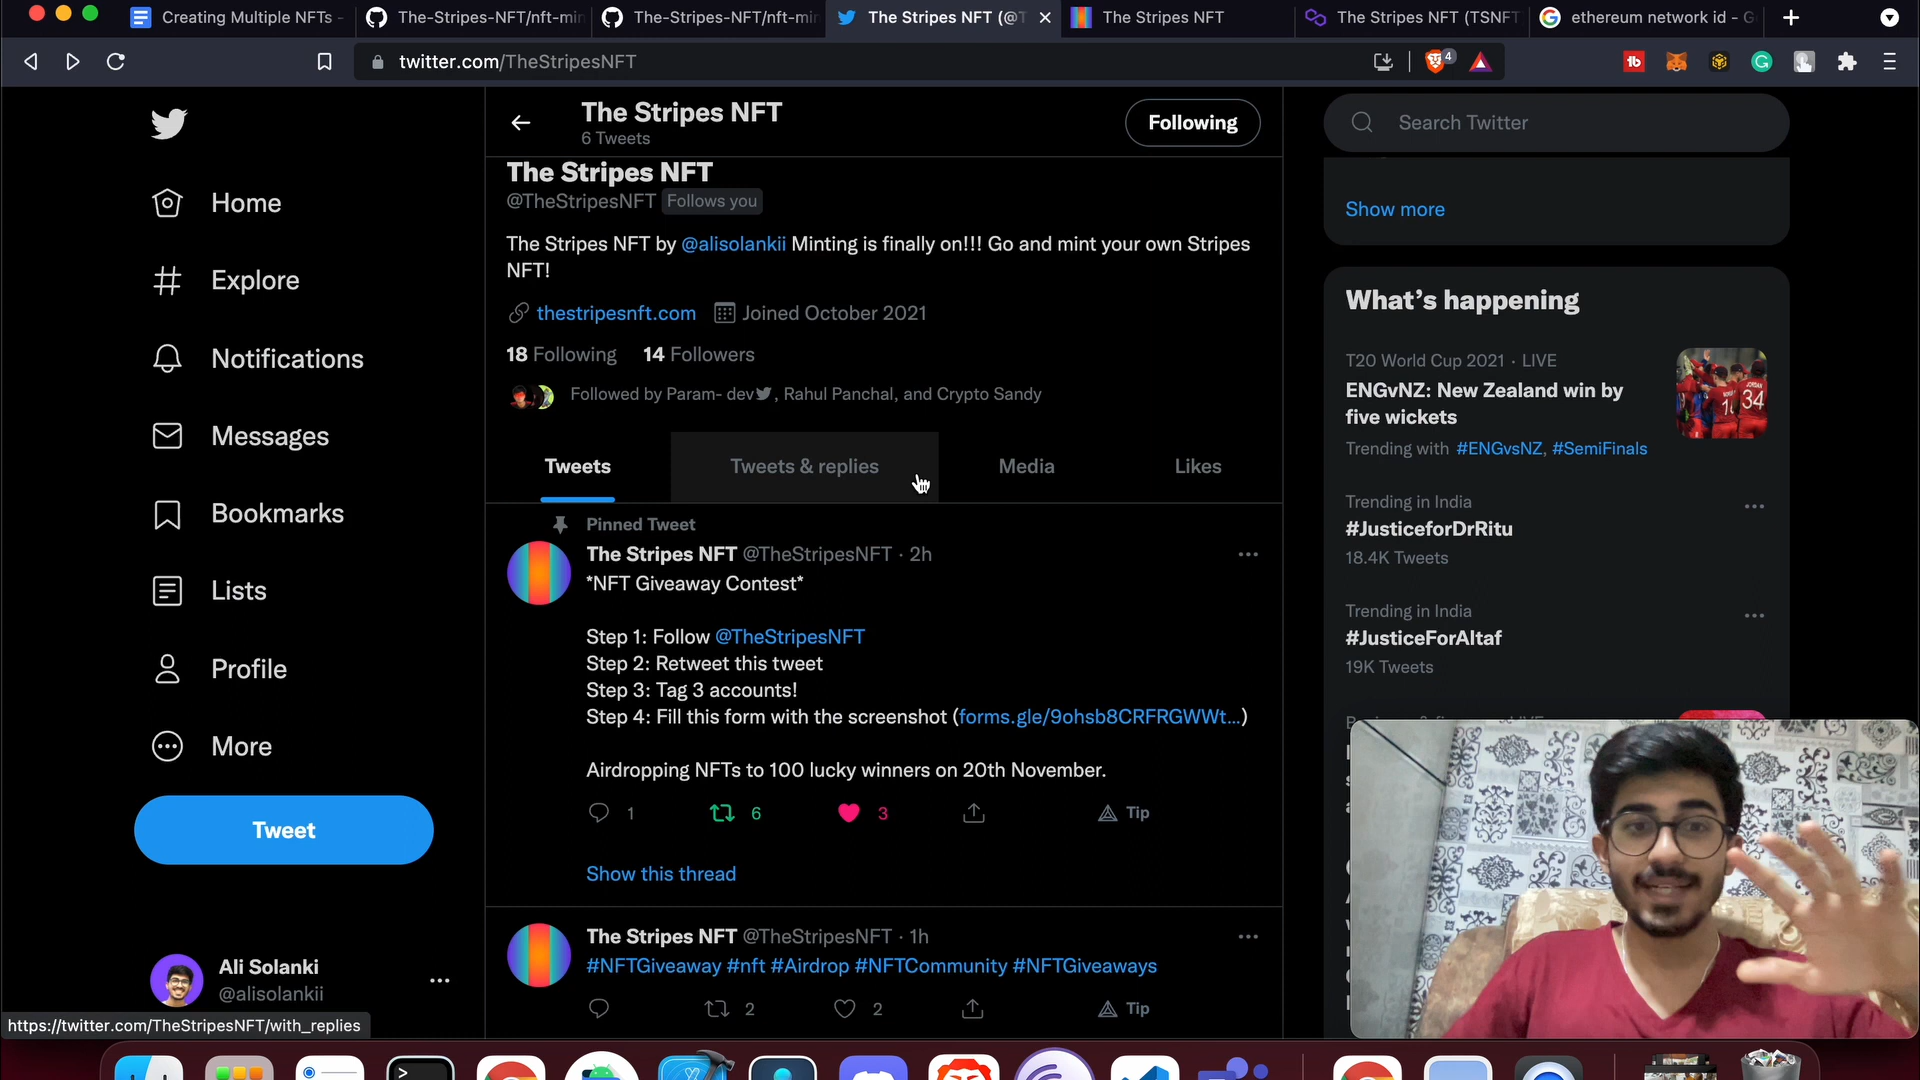 Creating Multiple NFTs -
The-Stripes-NFT/nft-min
The-Stripes-NFT/nft-mi
The Stripes NFT (@T
The Stripes NFT
The Stripes NFT (TSNFT
ethereum network id - G
twitter.com/TheStripesNFT
4
The Stripes NFT
6 Tweets
Following
Search Twitter
Home
Explore
Notifications
Messages
Bookmarks
Lists
Profile
More
Tweet
Ali Solanki
@alisolankii
https://twitter.com/TheStripesNFT/with_replies
The Stripes NFT
@TheStripesNFT Follows you
The Stripes NFT by @alisolankii Minting is finally on!!! Go and mint your own Stripes
NFT!
thestripesnft.com Joined October 2021
18 Following 14 Followers
Followed by Param- dev, Rahul Panchal, and Crypto Sandy
Tweets Tweets & replies Media Likes
Pinned Tweet
The Stripes NFT @TheStripesNFT · 2h
*NFT Giveaway Contest*
Step 1: Follow @TheStripesNFT
Step 2: Retweet this tweet
Step 3: Tag 3 accounts!
Step 4: Fill this form with the screenshot (forms.gle/9ohsb8CRFRGWWt…)
Airdropping NFTs to 100 lucky winners on 20th November.
1 6 3 Tip
Show this thread
The Stripes NFT @TheStripesNFT · 1h
#NFTGiveaway #nft #Airdrop #NFTCommunity #NFTGiveaways
2 2 Tip
Show more
What's happening
T20 World Cup 2021 · LIVE
ENGvNZ: New Zealand win by
five wickets
Trending with #ENGvsNZ, #SemiFinals
Trending in India
#JusticeforDrRitu
18.4K Tweets
Trending in India
#JusticeForAltaf
19K Tweets